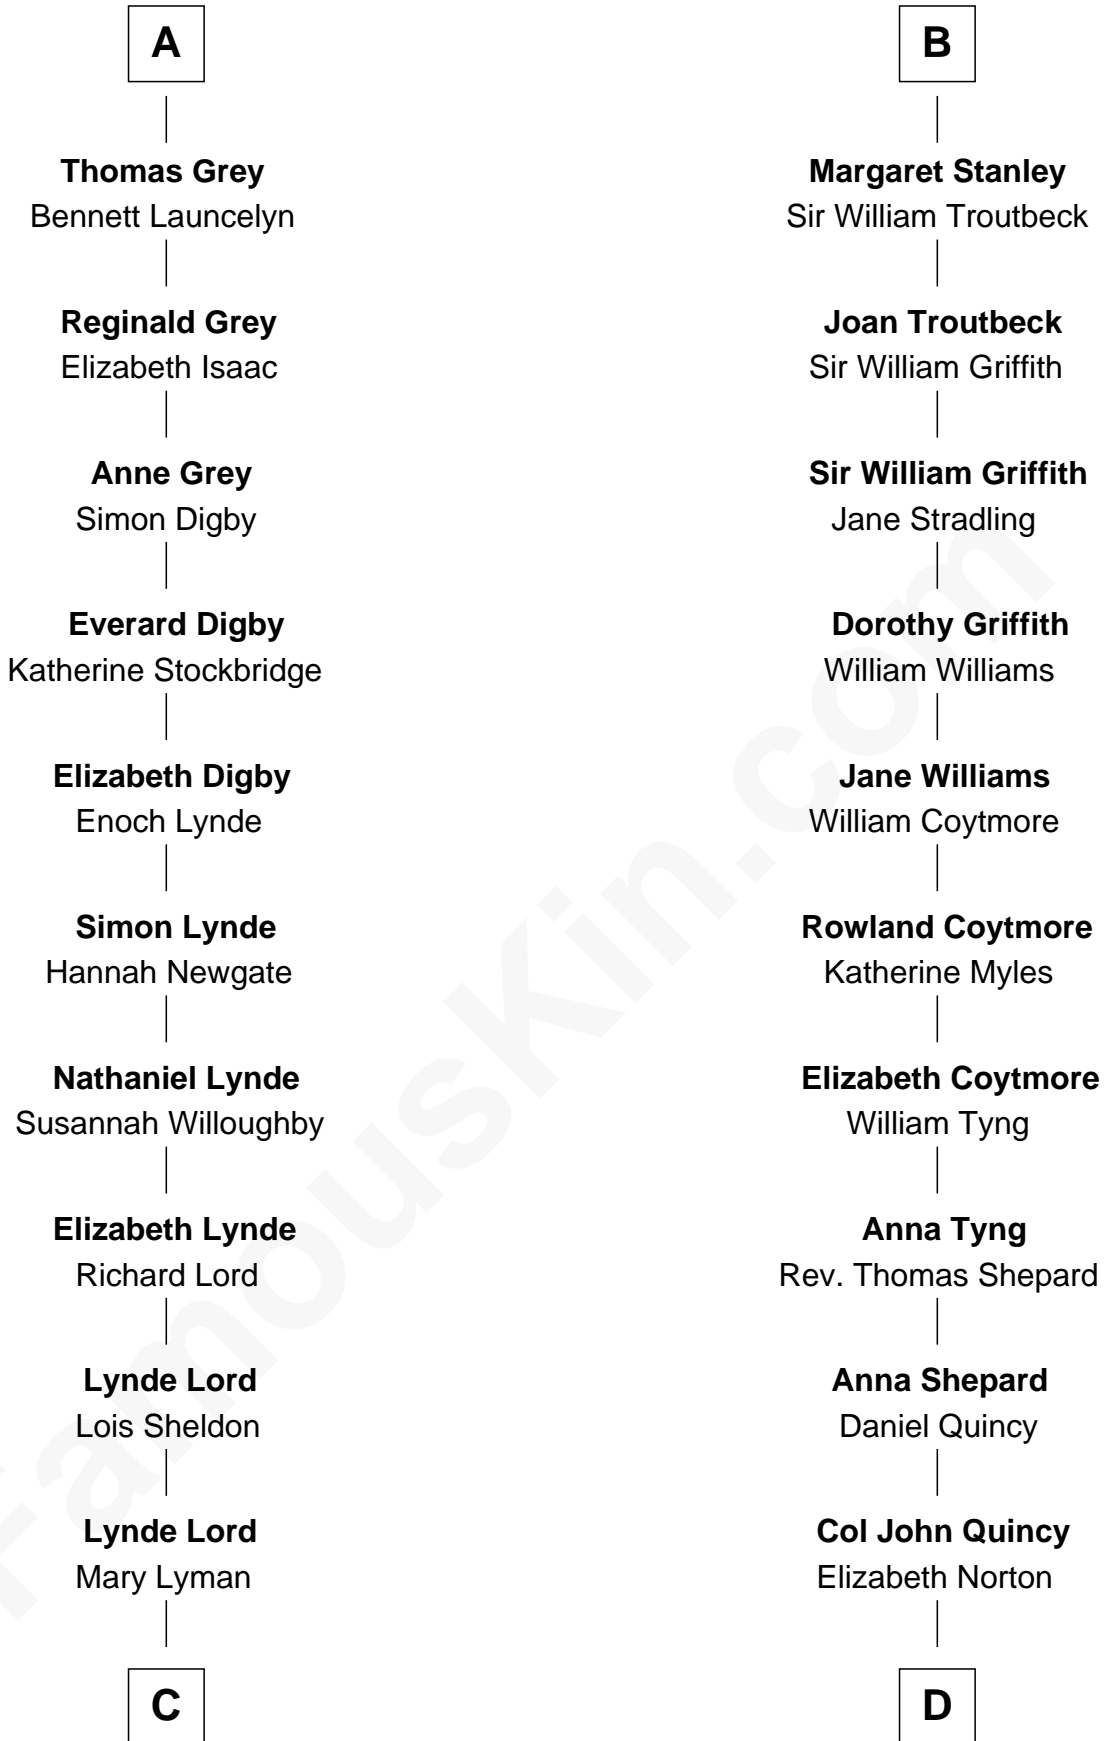 A
Thomas Grey
Bennett Launcelyn
Reginald Grey
Elizabeth Isaac
Anne Grey
Simon Digby
Everard Digby
Katherine Stockbridge
Elizabeth Digby
Enoch Lynde
Simon Lynde
Hannah Newgate
Nathaniel Lynde
Susannah Willoughby
Elizabeth Lynde
Richard Lord
Lynde Lord
Lois Sheldon
Lynde Lord
Mary Lyman
C
B
Margaret Stanley
Sir William Troutbeck
Joan Troutbeck
Sir William Griffith
Sir William Griffith
Jane Stradling
Dorothy Griffith
William Williams
Jane Williams
William Coytmore
Rowland Coytmore
Katherine Myles
Elizabeth Coytmore
William Tyng
Anna Tyng
Rev. Thomas Shepard
Anna Shepard
Daniel Quincy
Col John Quincy
Elizabeth Norton
D
FamousKin.com